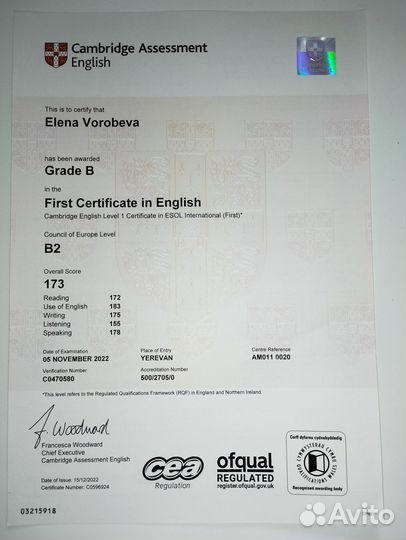 Cambridge Assessment
English
This is to certify that
Elena Vorobeva
has been awarded
Grade B
in the
First Certificate in English
Cambridge English Level 1 Certificate in ESOL International (First)*
Council of Europe Level
B2
Overall Score
173
Reading 172
Use of English 183
Writing 175
Listening 155
Speaking 178
Date of Examination Place of Entry Centre Reference
05 NOVEMBER 2022 YEREVAN AM011 0020
Verification Number Accreditation Number
C0470580 500/2705/0
*This level refers to the Regulated Qualifications Framework (RQF) in England and Northern Ireland.
F. Woodward
Francesca Woodward
Chief Executive
Cambridge Assessment English
Date of Issue: 15/12/2022
Certificate Number: C0596924
cea
Regulation
ofqual
REGULATED
register.ofqual.gov.uk
Corff dyfarnu cydnabyddedig
CYMWYSTERAU CYMRU
QUALIFICATIONS WALES
Recognised awarding body
03215918
Avito